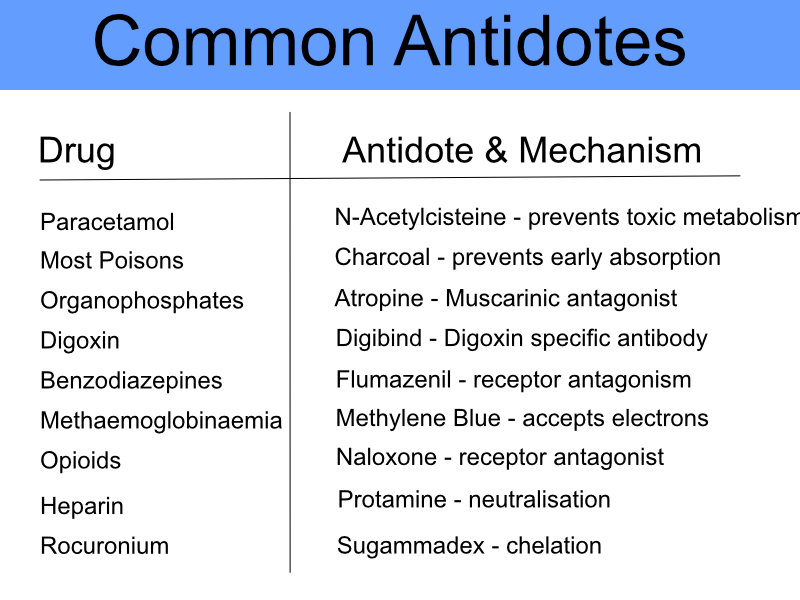 Common Antidotes
Drug Antidote & Mechanism
Paracetamol N-Acetylcisteine - prevents toxic metabolism
Most Poisons Charcoal - prevents early absorption
Organophosphates Atropine - Muscarinic antagonist
Digoxin Digibind - Digoxin specific antibody
Benzodiazepines Flumazenil - receptor antagonism
Methaemoglobinaemia Methylene Blue - accepts electrons
Opioids Naloxone - receptor antagonist
Heparin Protamine - neutralisation
Rocuronium Sugammadex - chelation